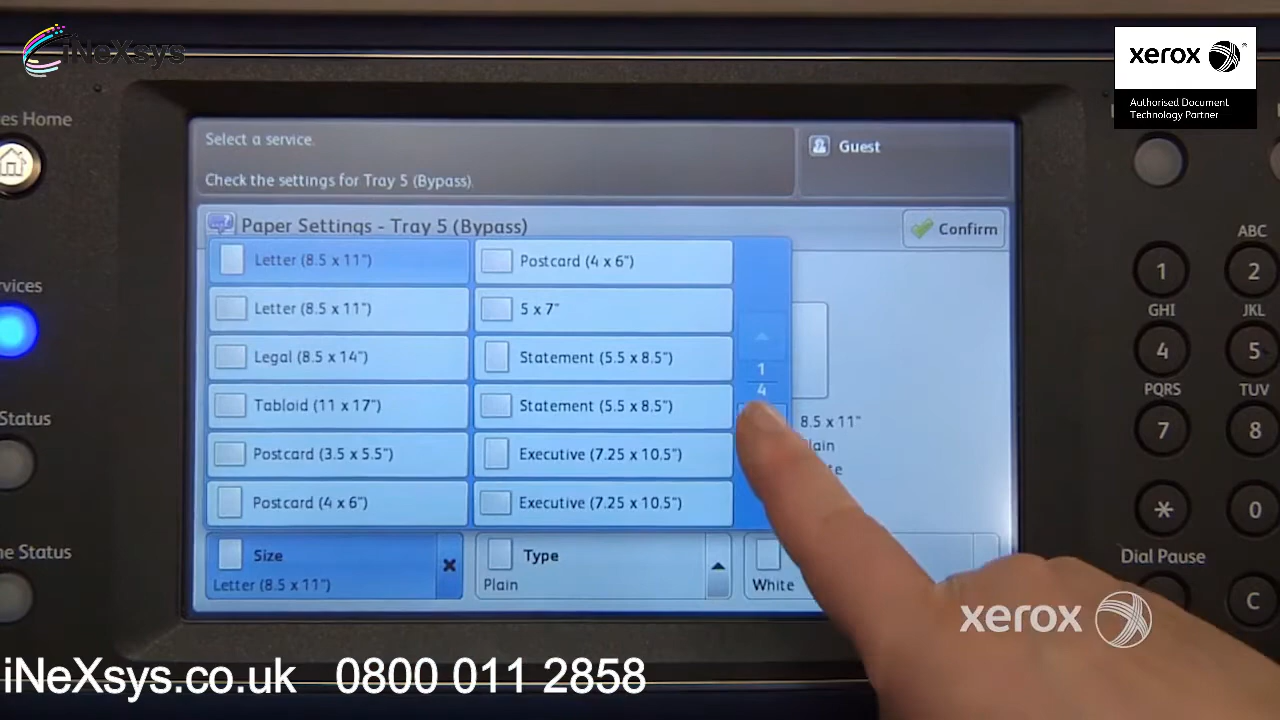 iNeXsys
xerox
Authorised Document
Technology Partner
es Home
Select a service.
Guest
Check the settings for Tray 5 (Bypass).
Paper Settings - Tray 5 (Bypass)
Confirm
Letter (8.5 x 11")
Postcard (4 x 6")
Letter (8.5 x 11")
5 x 7"
Legal (8.5 x 14")
Statement (5.5 x 8.5")
1
4
Tabloid (11 x 17")
Statement (5.5 x 8.5")
8.5 x 11"
Postcard (3.5 x 5.5")
Executive (7.25 x 10.5")
Postcard (4 x 6")
Executive (7.25 x 10.5")
Size
Letter (8.5 x 11")
Type
Plain
White
vices
Status
e Status
ABC
1
2
GHI
JKL
4
5
PQRS
TUV
7
8
*
0
Dial Pause
C
xerox
iNeXsys.co.uk 0800 011 2858